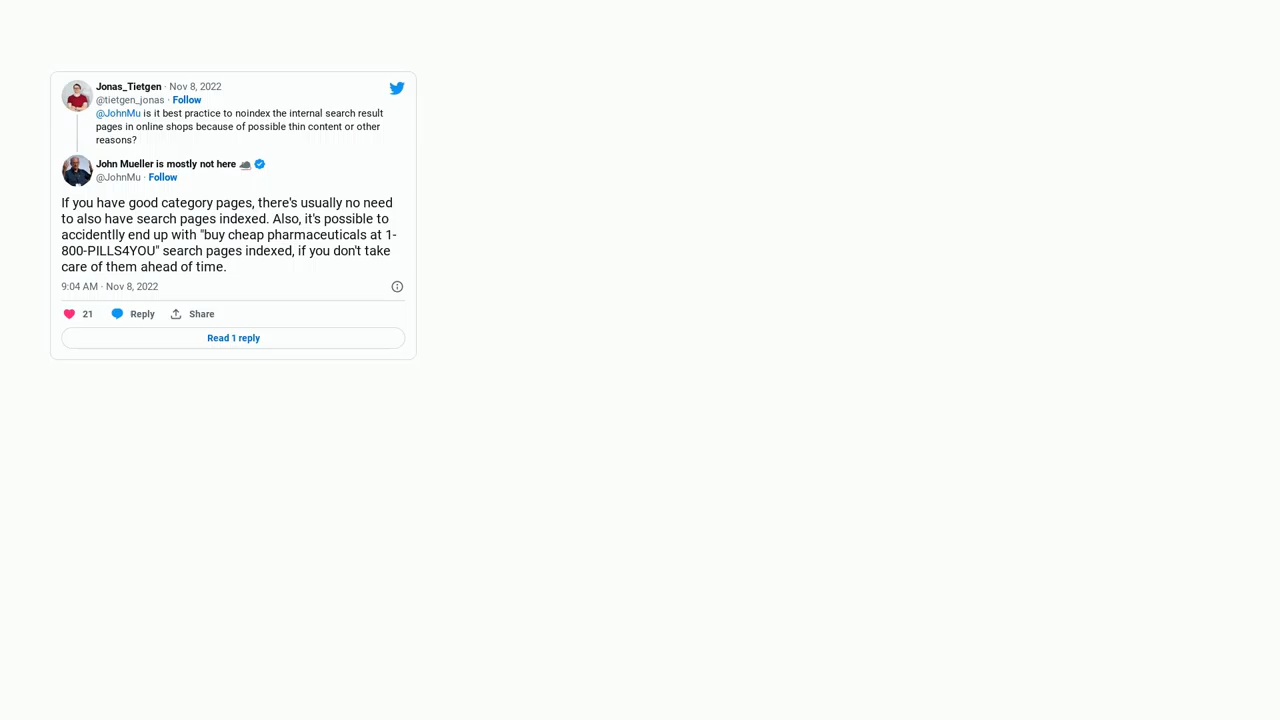 Jonas_Tietgen · Nov 8, 2022
@tietgen_jonas · Follow
@JohnMu is it best practice to noindex the internal search result
pages in online shops because of possible thin content or other
reasons?
John Mueller is mostly not here 🐀
@JohnMu · Follow
If you have good category pages, there's usually no need
to also have search pages indexed. Also, it's possible to
accidentlly end up with "buy cheap pharmaceuticals at 1-
800-PILLS4YOU" search pages indexed, if you don't take
care of them ahead of time.
9:04 AM · Nov 8, 2022
21 Reply Share
Read 1 reply